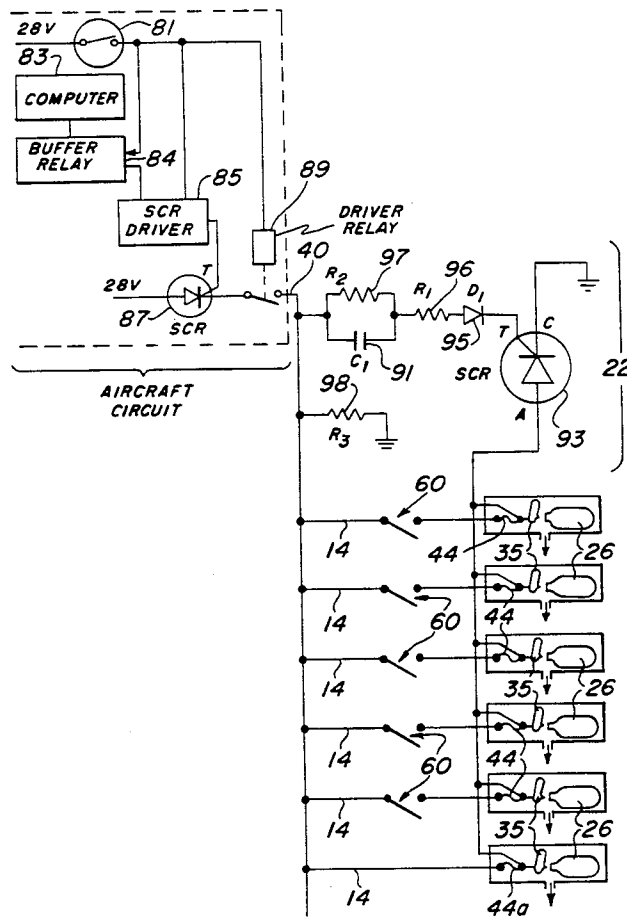 28V
81
83
COMPUTER
BUFFER RELAY
84
85
SCR DRIVER
89
DRIVER RELAY
40
28V
T
87
SCR
AIRCRAFT CIRCUIT
R2
97
R1
96
D1
95
C1
91
T
C
SCR
A
93
22
98
R3
60
14
44
35
26
14
44
60
60
14
44
35
26
14
44
60
60
14
44
35
26
14
44a